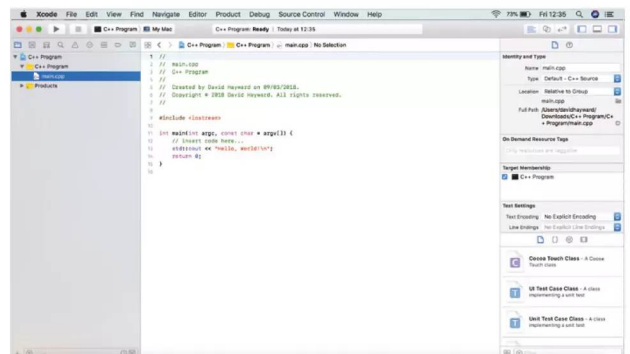 Xcode File Edit View Find Navigate Editor Product Debug Source Control Window Help 73% Fri 12:35
C++ Program My Mac C++ Program: Ready | Today at 12:35
C++ Program C++ Program main.cpp No Selection
C++ Program
C++ Program
main.cpp
Products
1 //
2 // main.cpp
3 // C++ Program
//
// Created by David Hayward on 09/03/2018.
// Copyright © 2018 David Hayward. All rights reserved.
//
#include <iostream>
int main(int argc, const char * argv[]) {
// insert code here...
std::cout << "Hello, World!\n";
return 0;
}
Identity and Type
Name main.cpp
Type Default - C++ Source
Location Relative to Group
main.cpp
Full Path /Users/davidhayward/
Downloads/C++ Program/C+
+ Program/main.cpp
On Demand Resource Tags
Target Membership
C++ Program
Text Settings
Text Encoding No Explicit Encoding
Line Endings No Explicit Line Endings
Cocoa Touch Class - A Cocoa
Touch class
UI Test Case Class - A class
implementing a unit test
Unit Test Case Class - A class
implementing a unit test